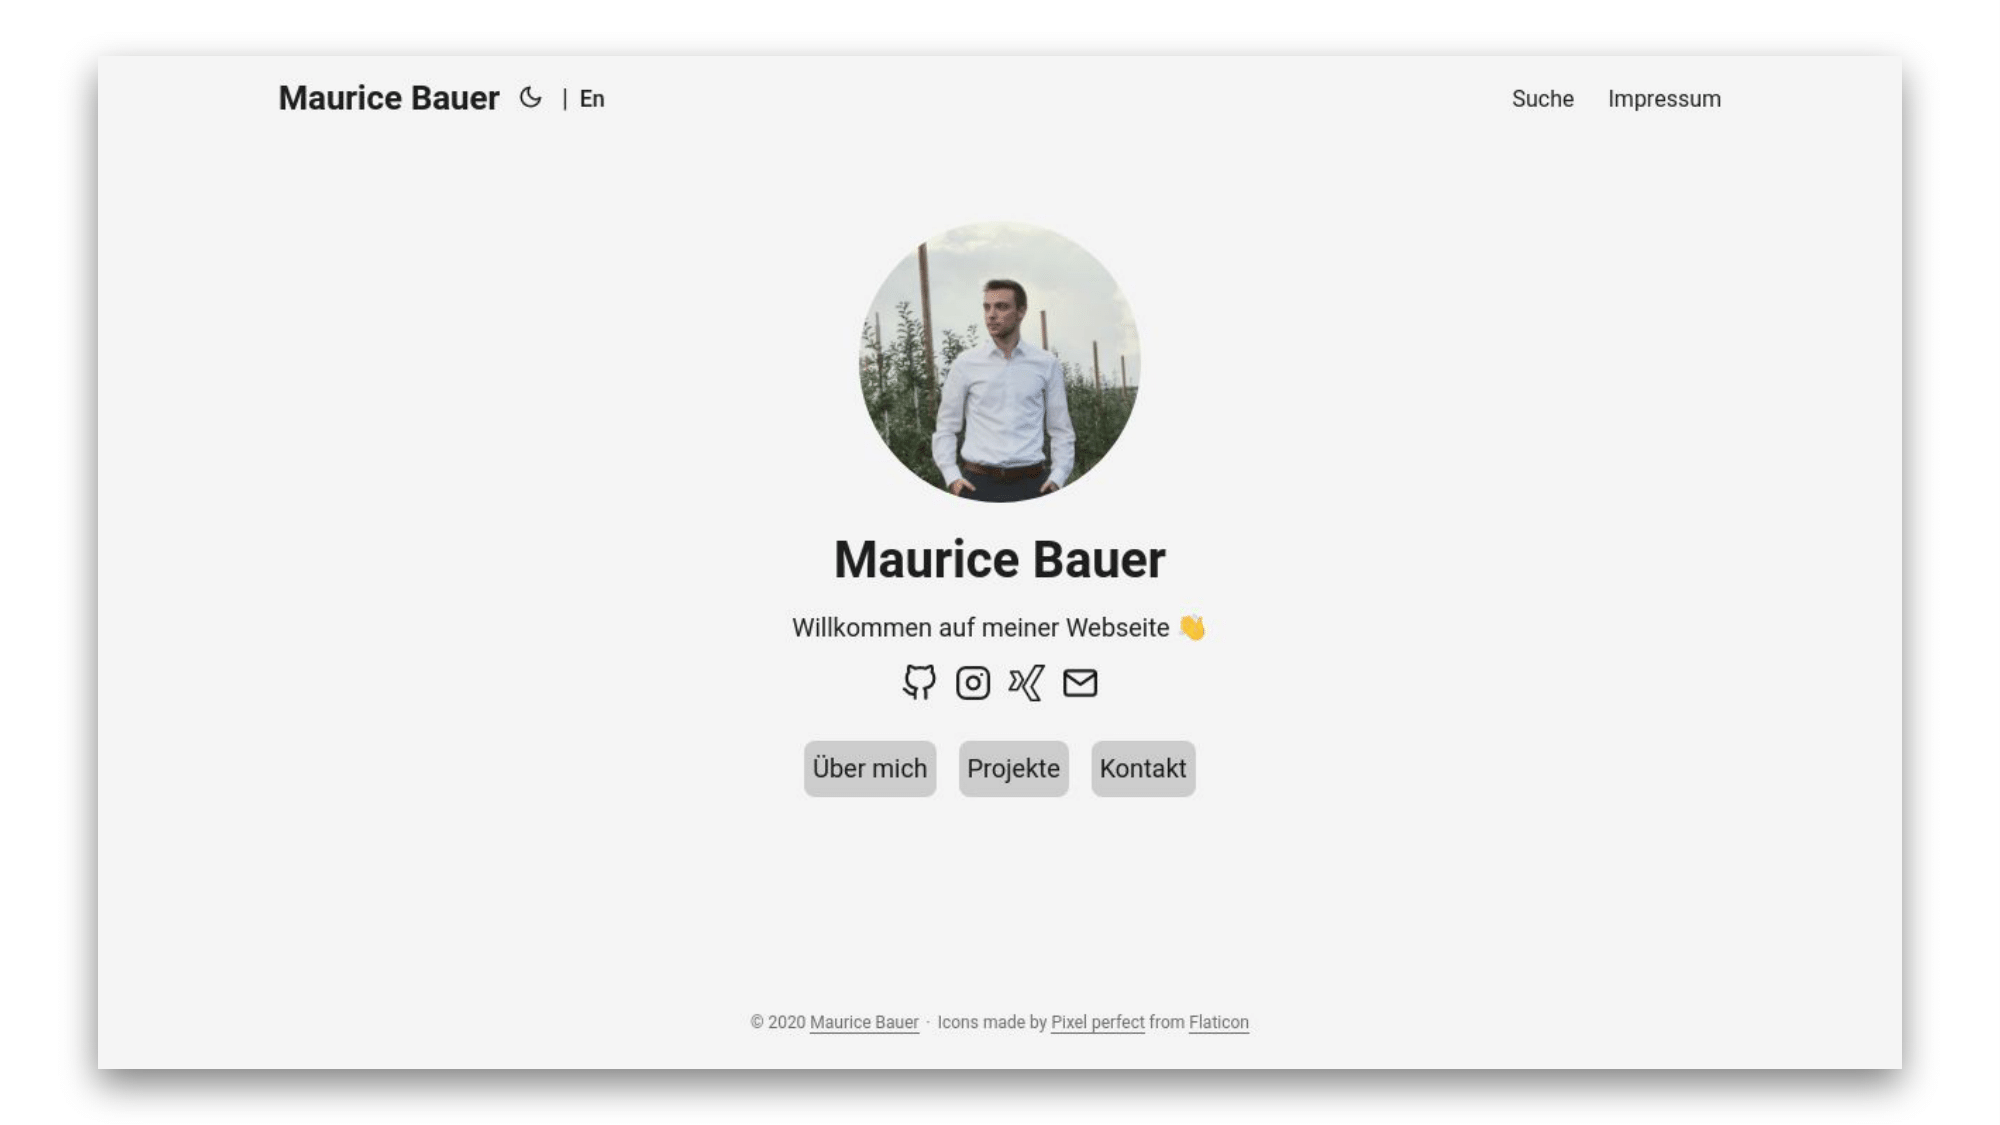 Maurice Bauer | En Suche Impressum
Maurice Bauer
Willkommen auf meiner Webseite 👋
Über mich Projekte Kontakt
© 2020 Maurice Bauer · Icons made by Pixel perfect from Flaticon